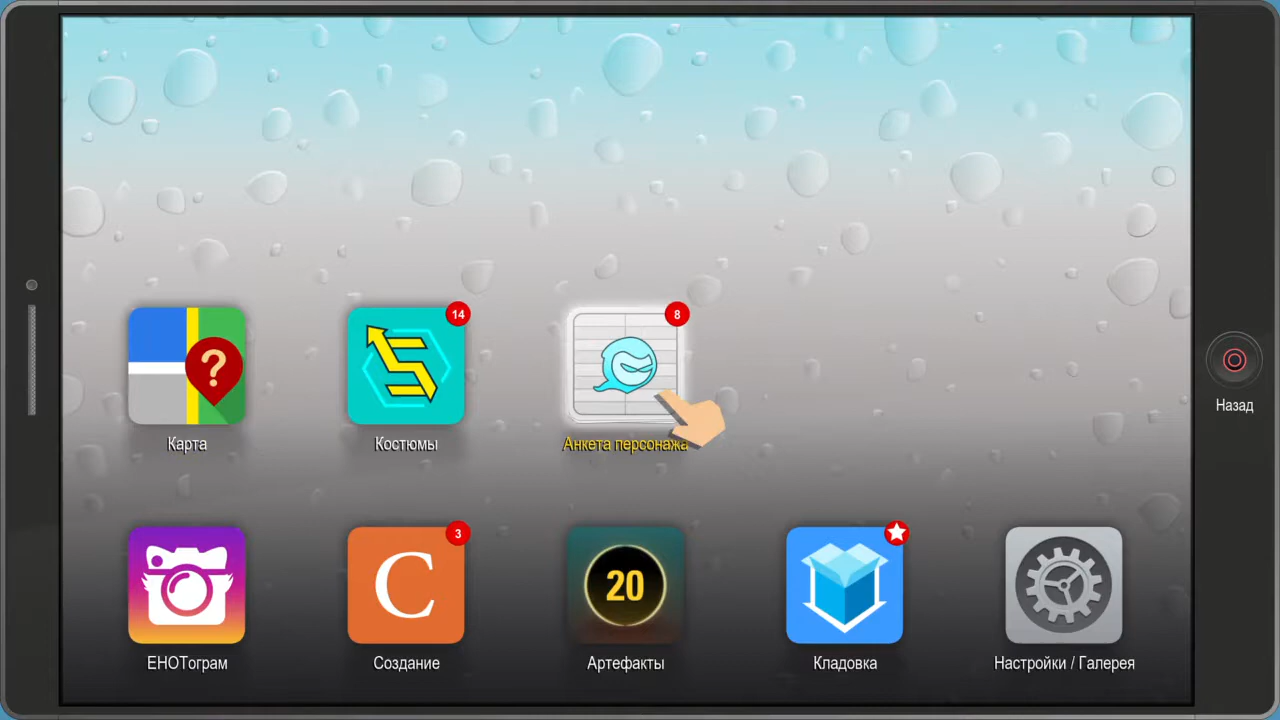 14
8
?
Карта
Костюмы
Анкета персонажа
Назад
3
C
20
ЕНОТограм
Создание
Артефакты
Кладовка
Настройки / Галерея